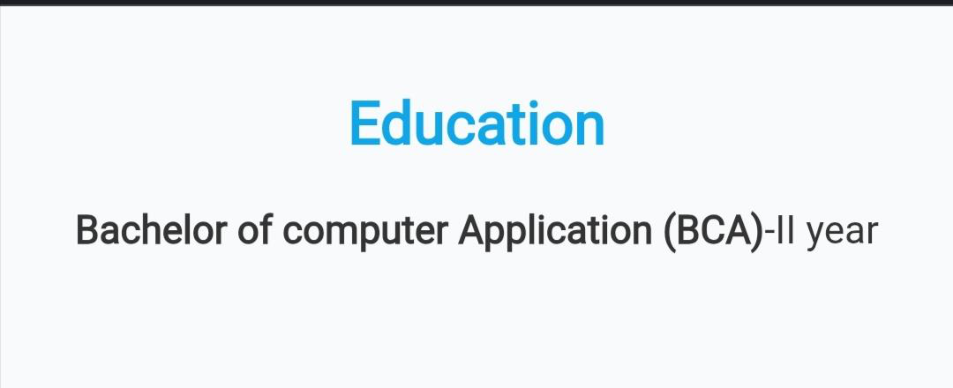 Education
Bachelor of computer Application (BCA)-II year